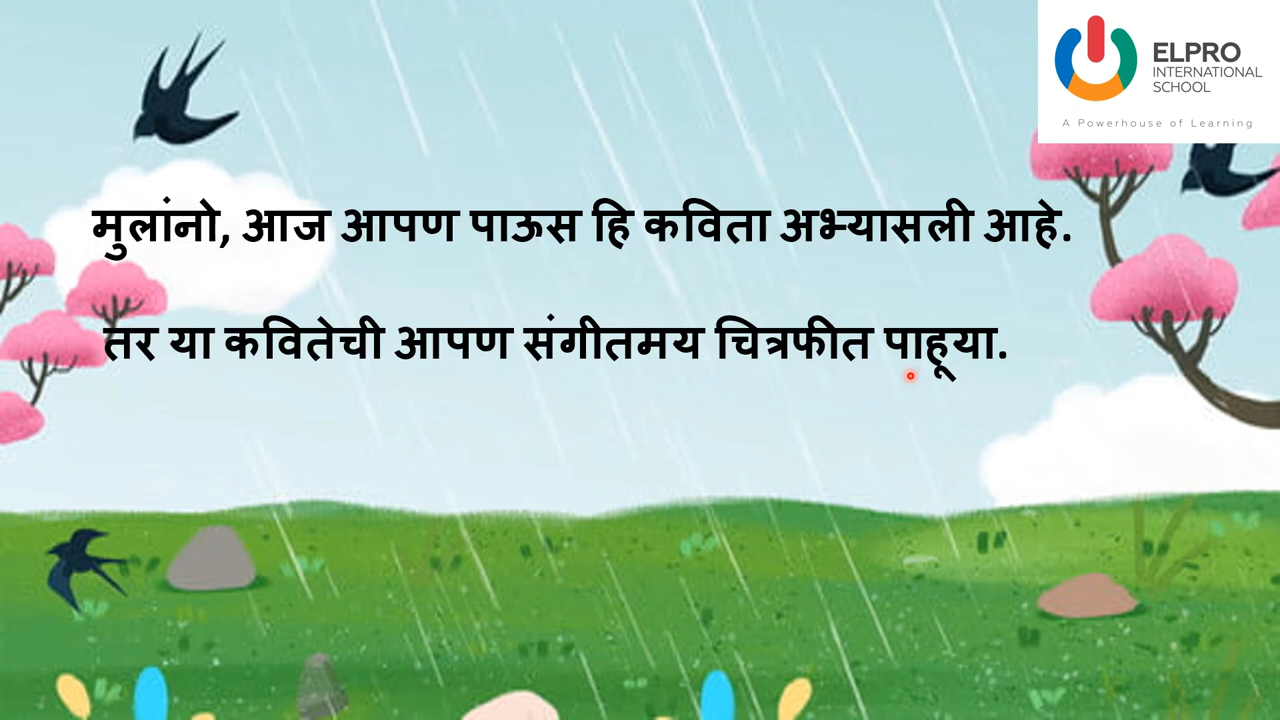 ELPRO
INTERNATIONAL
SCHOOL
A Powerhouse of Learning
मुलांनो, आज आपण पाऊस हि कविता अभ्यासली आहे.
तर या कवितेची आपण संगीतमय चित्रफीत पाहूया.